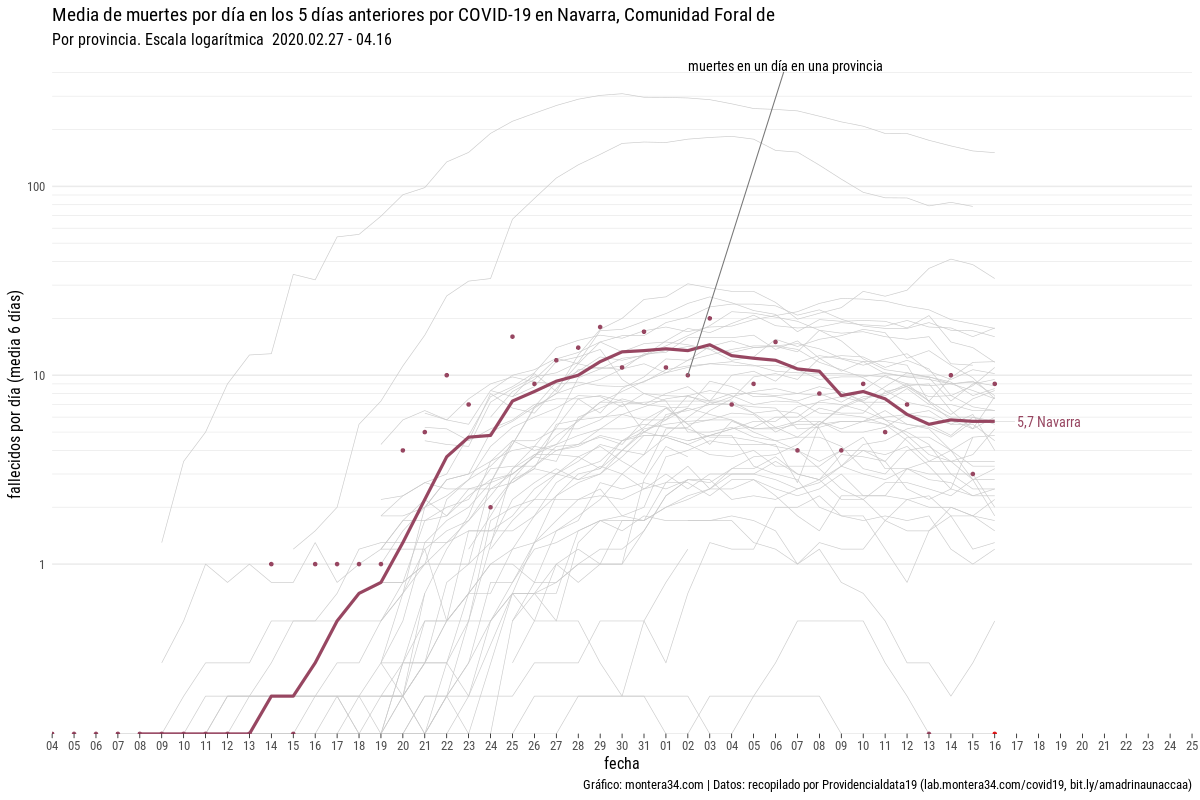 Media de muertes por día en los 5 días anteriores por COVID-19 en Navarra, Comunidad Foral de
Por provincia. Escala logarítmica  2020.02.27 - 04.16
muertes en un día en una provincia
100
10
1
fallecidos por día (media 6 días)
5,7 Navarra
04 05 06 07 08 09 10 11 12 13 14 15 16 17 18 19 20 21 22 23 24 25 26 27 28 29 30 31 01 02 03 04 05 06 07 08 09 10 11 12 13 14 15 16 17 18 19 20 21 22 23 24 25
fecha
Gráfico: montera34.com | Datos: recopilado por Providencialdata19 (lab.montera34.com/covid19, bit.ly/amadrinaunaccaa)